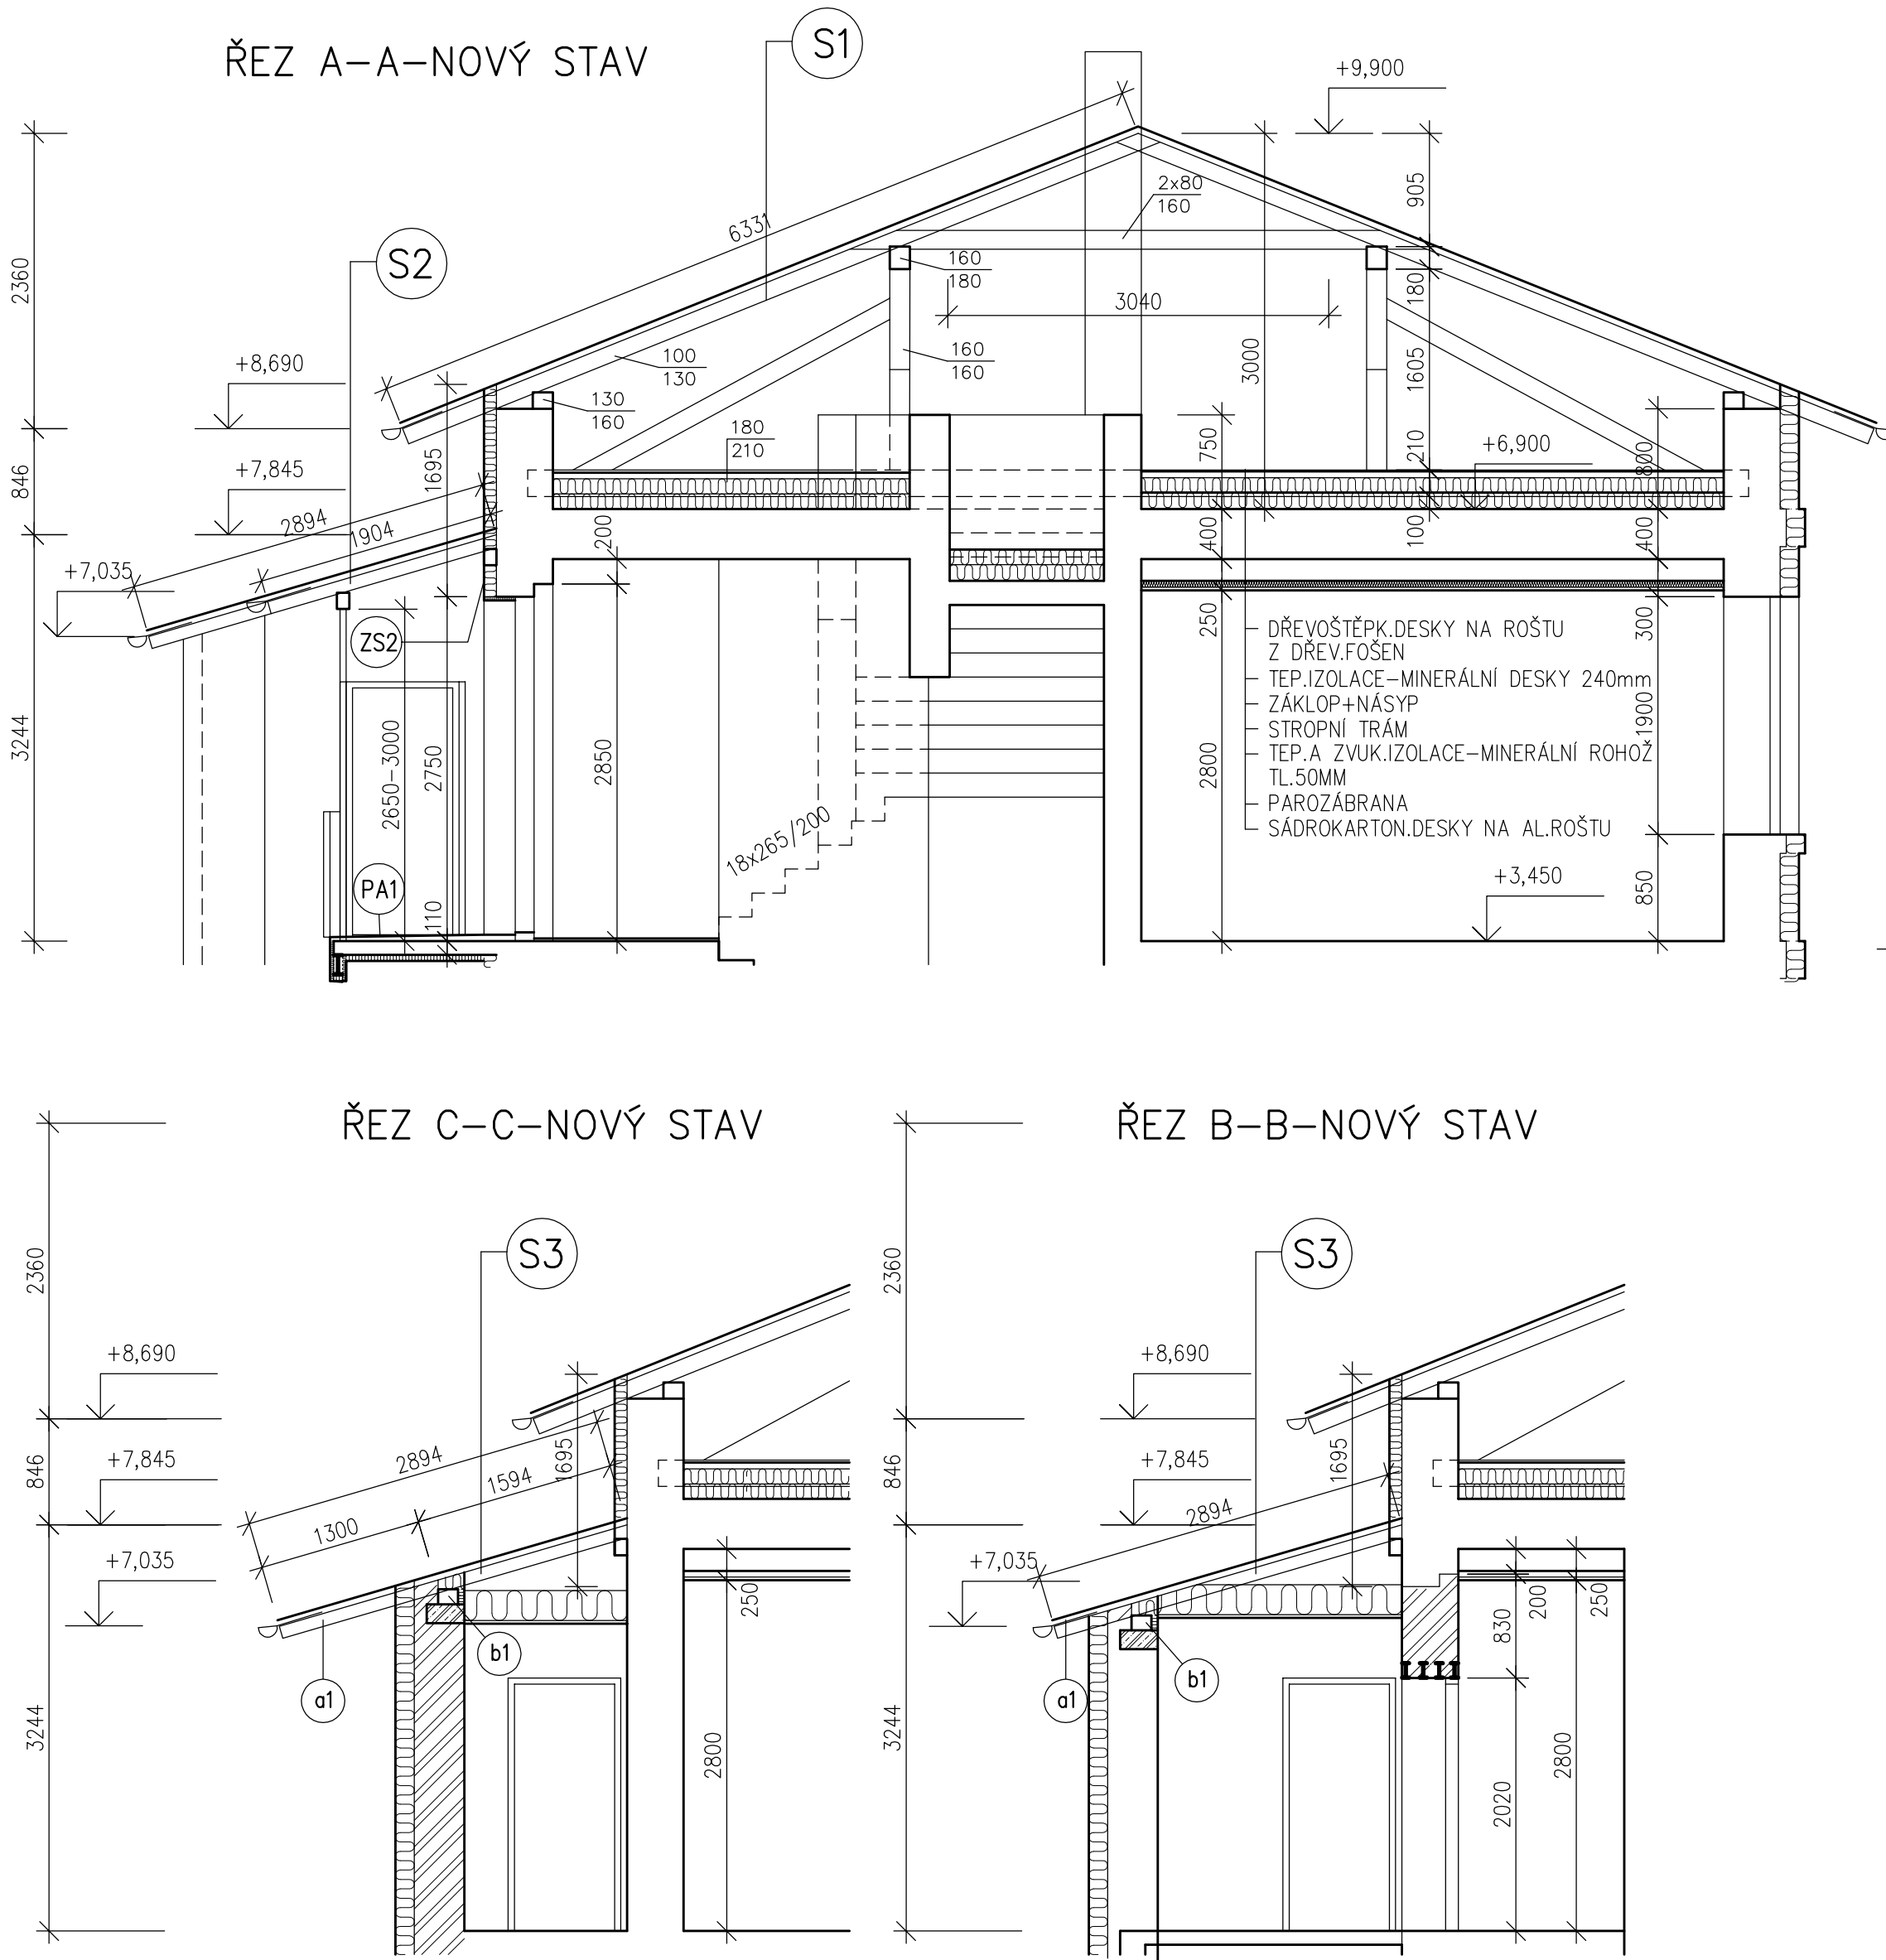 ŘEZ A-A-NOVÝ STAV
S1
+9,900
S2
6331
2x80
160
905
2360
160
180
3040
180
+8,690
100
130
160
160
3000
1605
130
160
180
210
750
210
+6,900
800
+7,845
1695
846
2894
1904
200
400
100
400
+7,035
250
300
ZS2
DŘEVOŠTĚPK.DESKY NA ROŠTU
Z DŘEV.FOŠEN
TEP.IZOLACE-MINERÁLNÍ DESKY 240mm
ZÁKLOP+NÁSYP
STROPNÍ TRÁM
TEP.A ZVUK.IZOLACE-MINERÁLNÍ ROHOŽ
TL.50MM
PAROZÁBRANA
SÁDROKARTON.DESKY NA AL.ROŠTU
1900
3244
2650-3000
2750
2850
2800
18x265/200
PA1
110
+3,450
850
ŘEZ C-C-NOVÝ STAV
S3
2360
+8,690
846
+7,845
2894
1594
1695
1300
+7,035
250
b1
a1
3244
2800
ŘEZ B-B-NOVÝ STAV
S3
2360
+8,690
846
+7,845
1695
2894
+7,035
830
200
250
b1
a1
3244
2020
2800